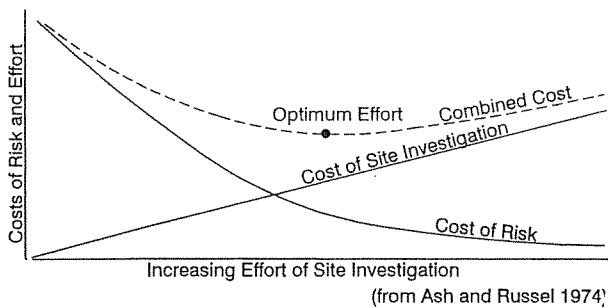 Costs of Risk and Effort
Optimum Effort
Combined Cost
Cost of Site Investigation
Cost of Risk
Increasing Effort of Site Investigation
(from Ash and Russel 1974)